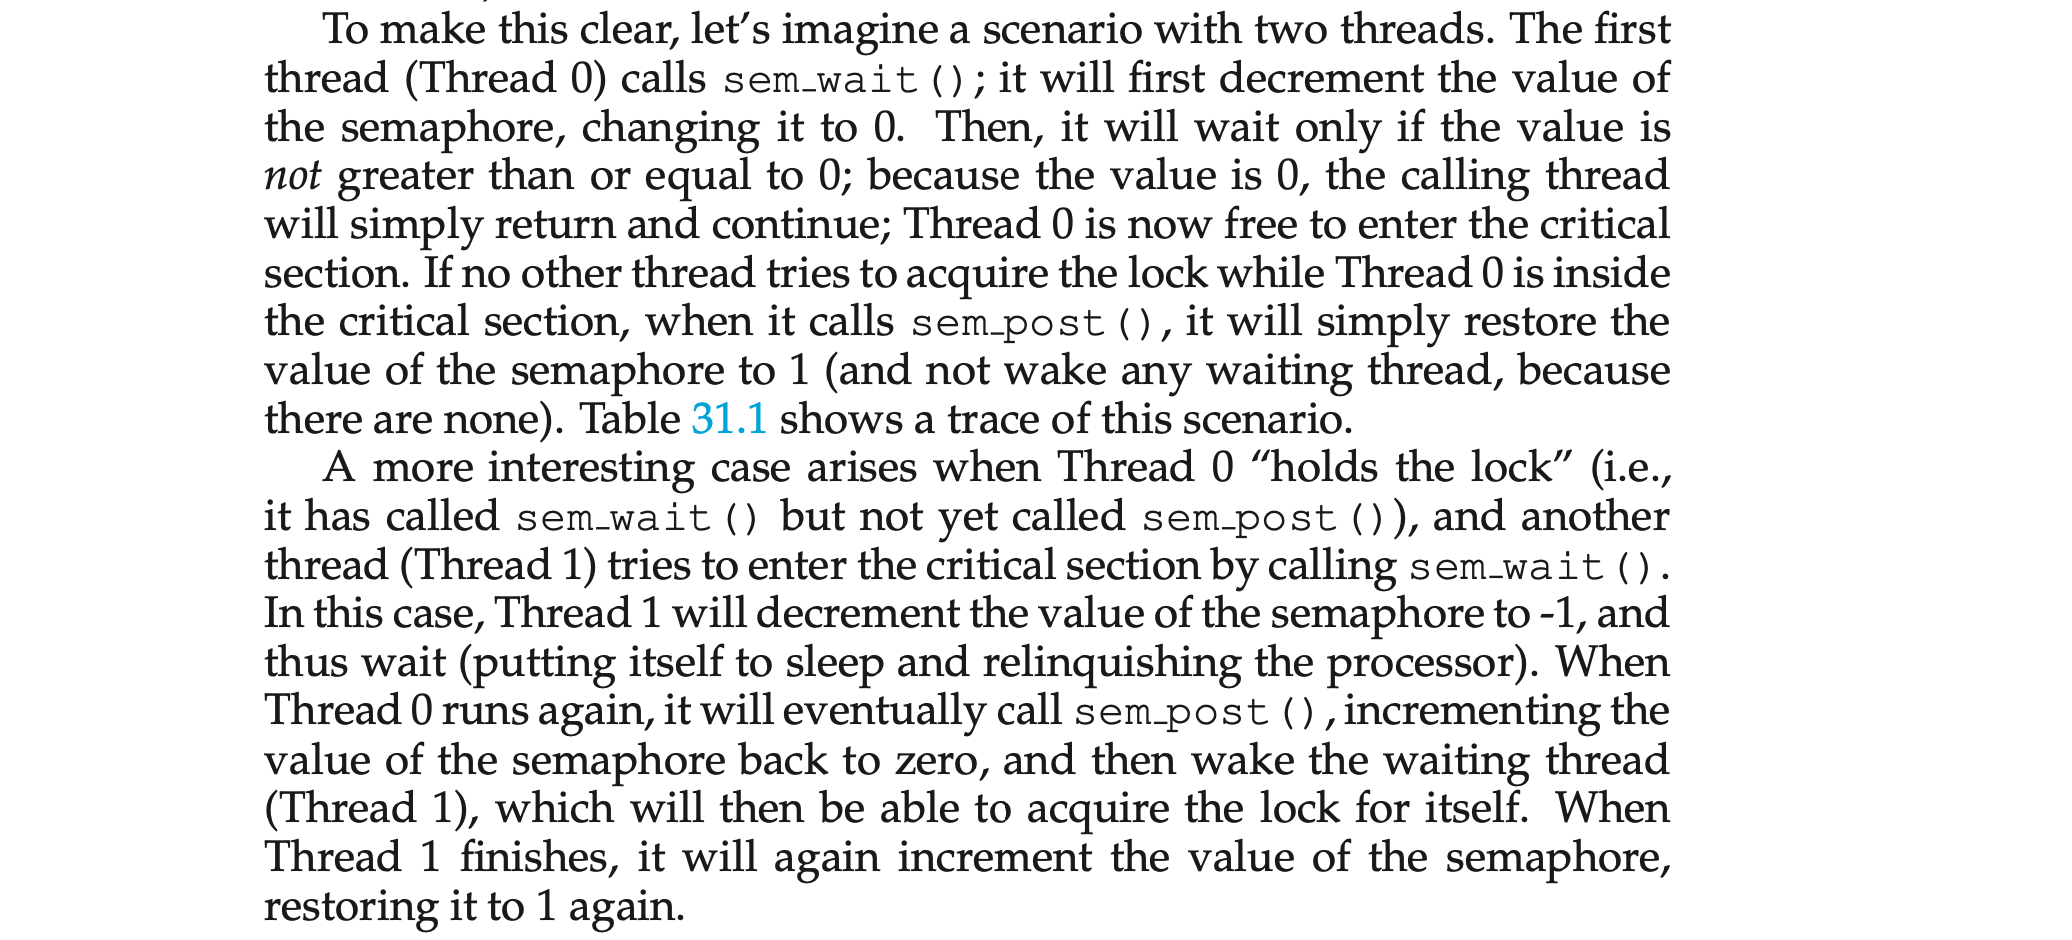 To make this clear, let’s imagine a scenario with two threads. The first
thread (Thread 0) calls sem_wait(); it will first decrement the value of
the semaphore, changing it to 0. Then, it will wait only if the value is
not greater than or equal to 0; because the value is 0, the calling thread
will simply return and continue; Thread 0 is now free to enter the critical
section. If no other thread tries to acquire the lock while Thread 0 is inside
the critical section, when it calls sem_post(), it will simply restore the
value of the semaphore to 1 (and not wake any waiting thread, because
there are none). Table 31.1 shows a trace of this scenario.
A more interesting case arises when Thread 0 “holds the lock” (i.e.,
it has called sem_wait() but not yet called sem_post()), and another
thread (Thread 1) tries to enter the critical section by calling sem_wait().
In this case, Thread 1 will decrement the value of the semaphore to -1, and
thus wait (putting itself to sleep and relinquishing the processor). When
Thread 0 runs again, it will eventually call sem_post(), incrementing the
value of the semaphore back to zero, and then wake the waiting thread
(Thread 1), which will then be able to acquire the lock for itself. When
Thread 1 finishes, it will again increment the value of the semaphore,
restoring it to 1 again.